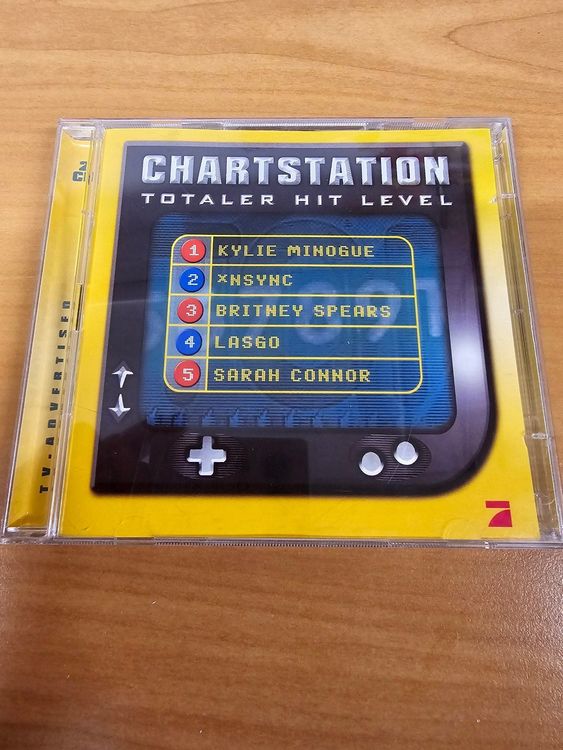 CHARTSTATION
TOTALER HIT LEVEL
1 KYLIE MINOGUE
2 *NSYNC
3 BRITNEY SPEARS
4 LASGO
5 SARAH CONNOR
TV-ADVERTISED
7